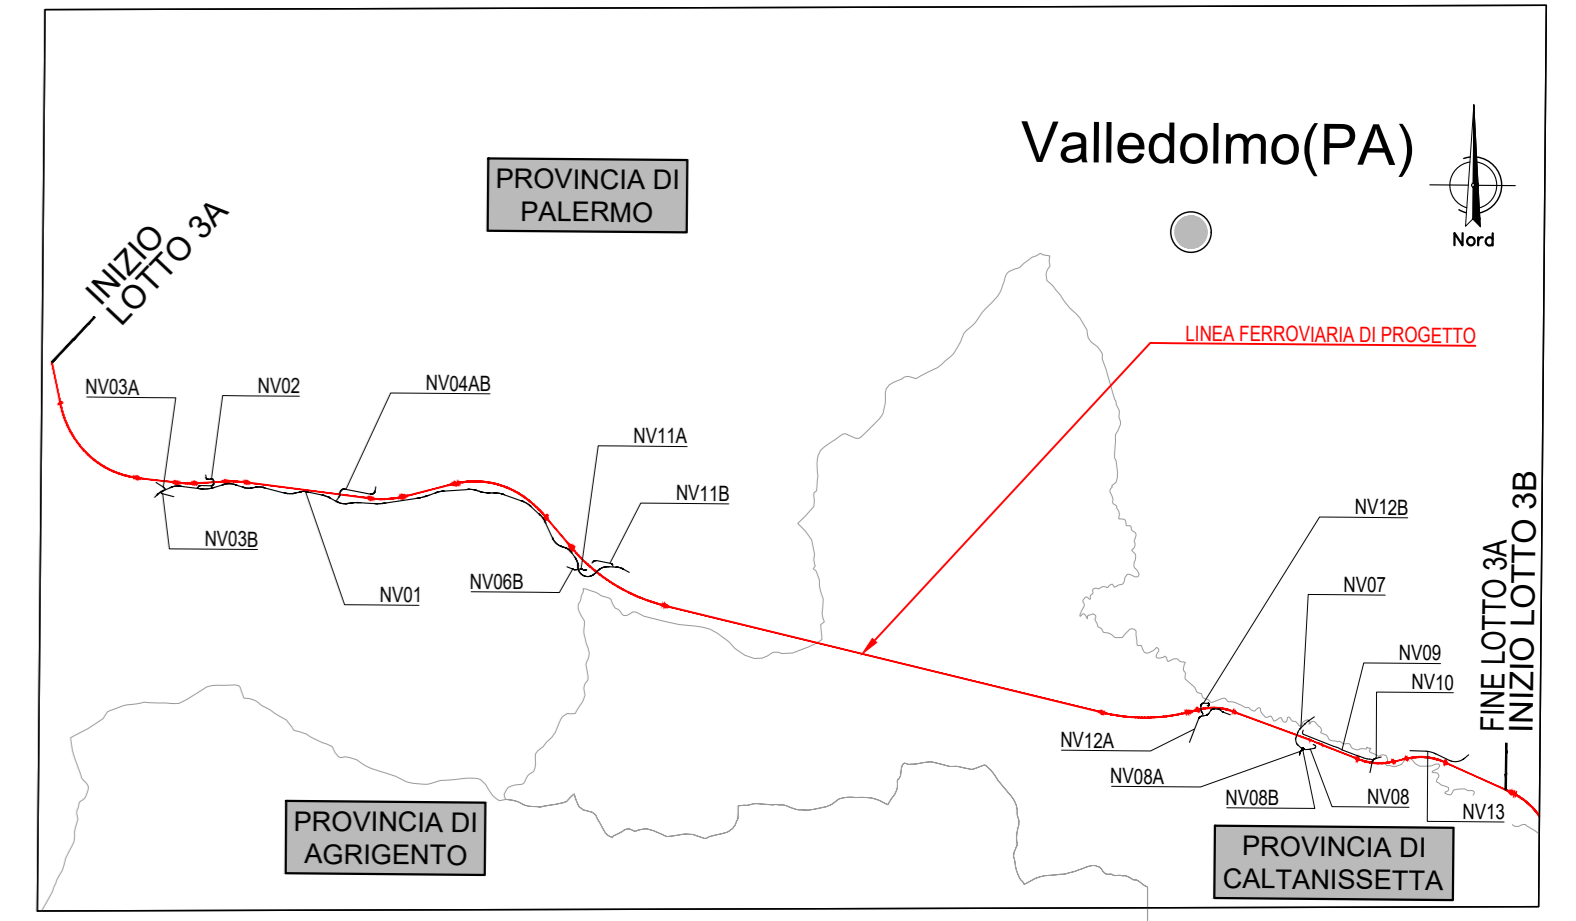 Valledolmo(PA)
Nord
PROVINCIA DI
PALERMO
INIZIO
LOTTO 3A
LINEA FERROVIARIA DI PROGETTO
NV03A
NV02
NV04AB
NV11A
NV11B
NV03B
NV01
NV06B
NV12B
NV07
NV09
NV10
FINE LOTTO 3A
INIZIO LOTTO 3B
NV12A
NV08A
NV08B
NV08
NV13
PROVINCIA DI
AGRIGENTO
PROVINCIA DI
CALTANISSETTA